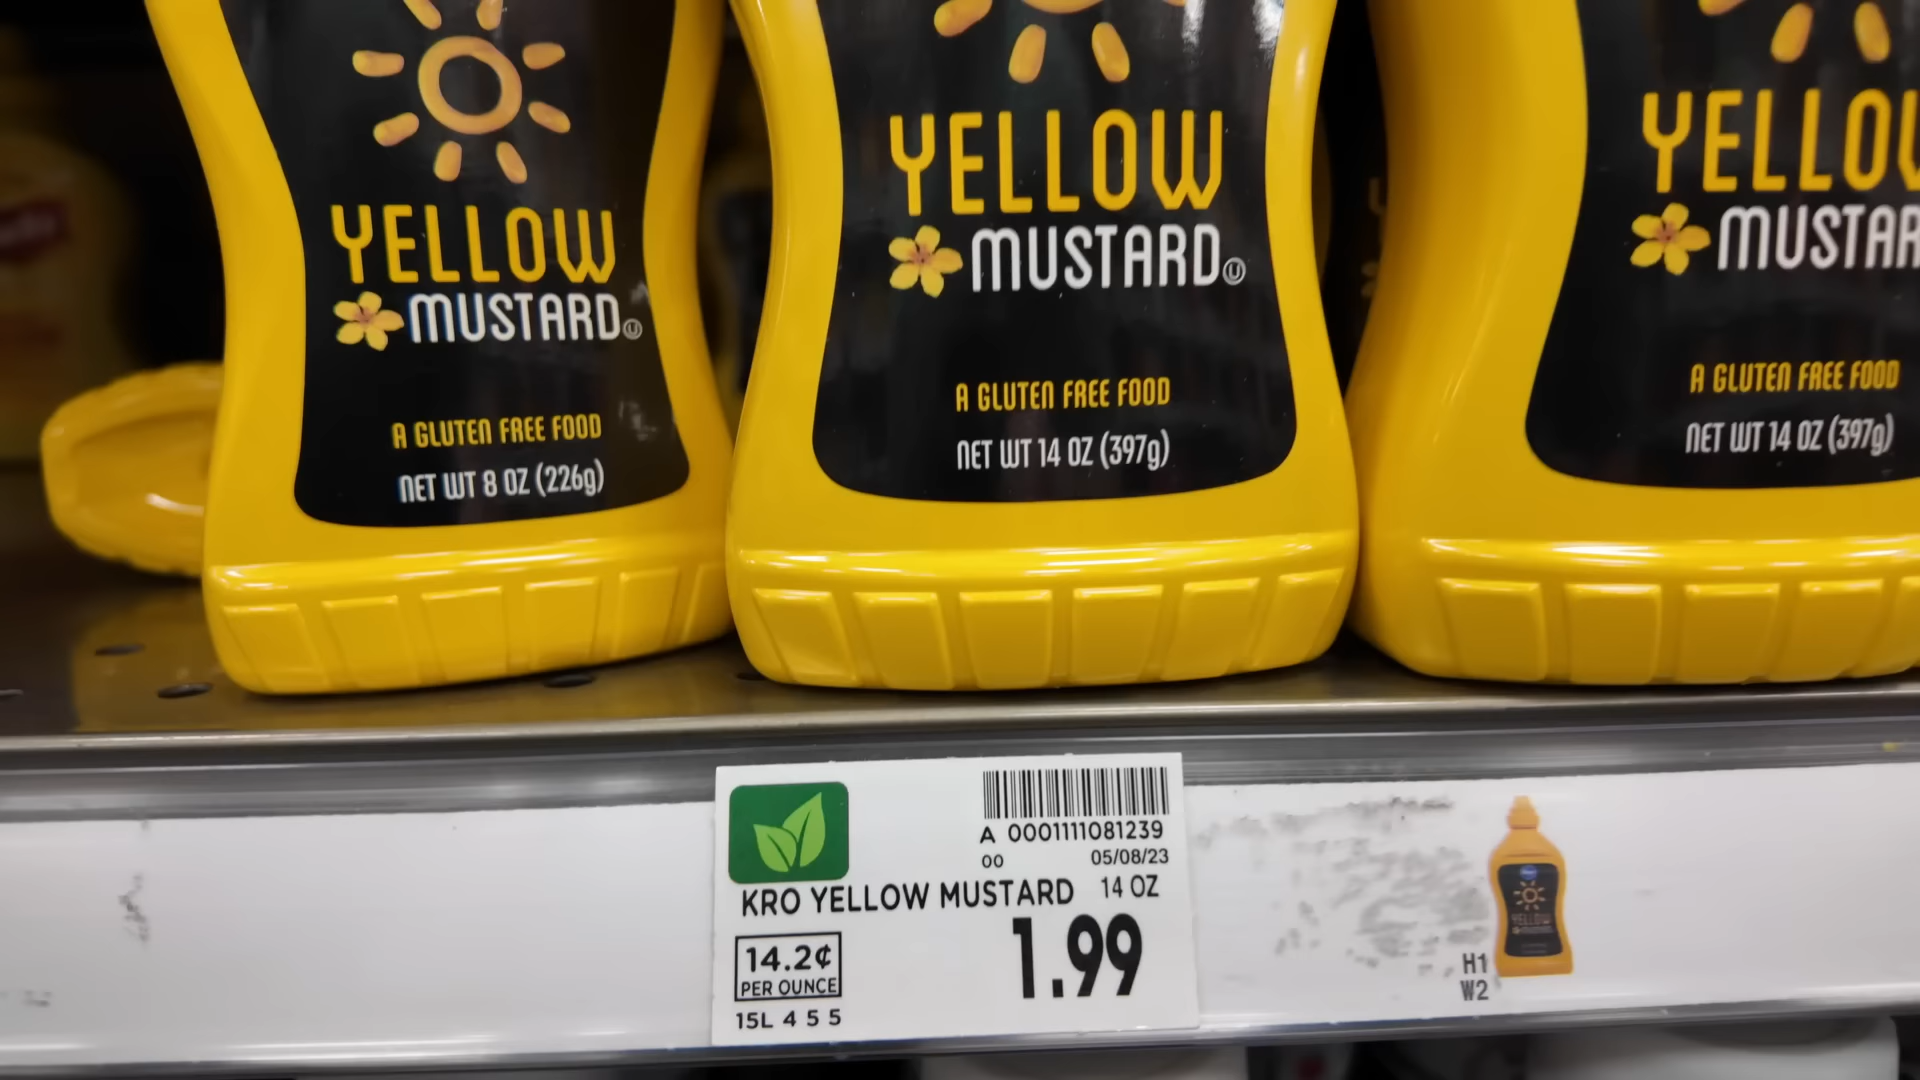 YELLOW
MUSTARD Ⓤ
A GLUTEN FREE FOOD
NET WT 8 OZ (226g)
YELLOW
MUSTARD Ⓤ
A GLUTEN FREE FOOD
NET WT 14 OZ (397g)
YELLOW
MUSTAR
A GLUTEN FREE FOOD
NET WT 14 OZ (397g)
A 0001111081239
00 05/08/23
KRO YELLOW MUSTARD 14 OZ
14.2¢
PER OUNCE
1.99
15L 4 5 5
H1
W2
YELLOW